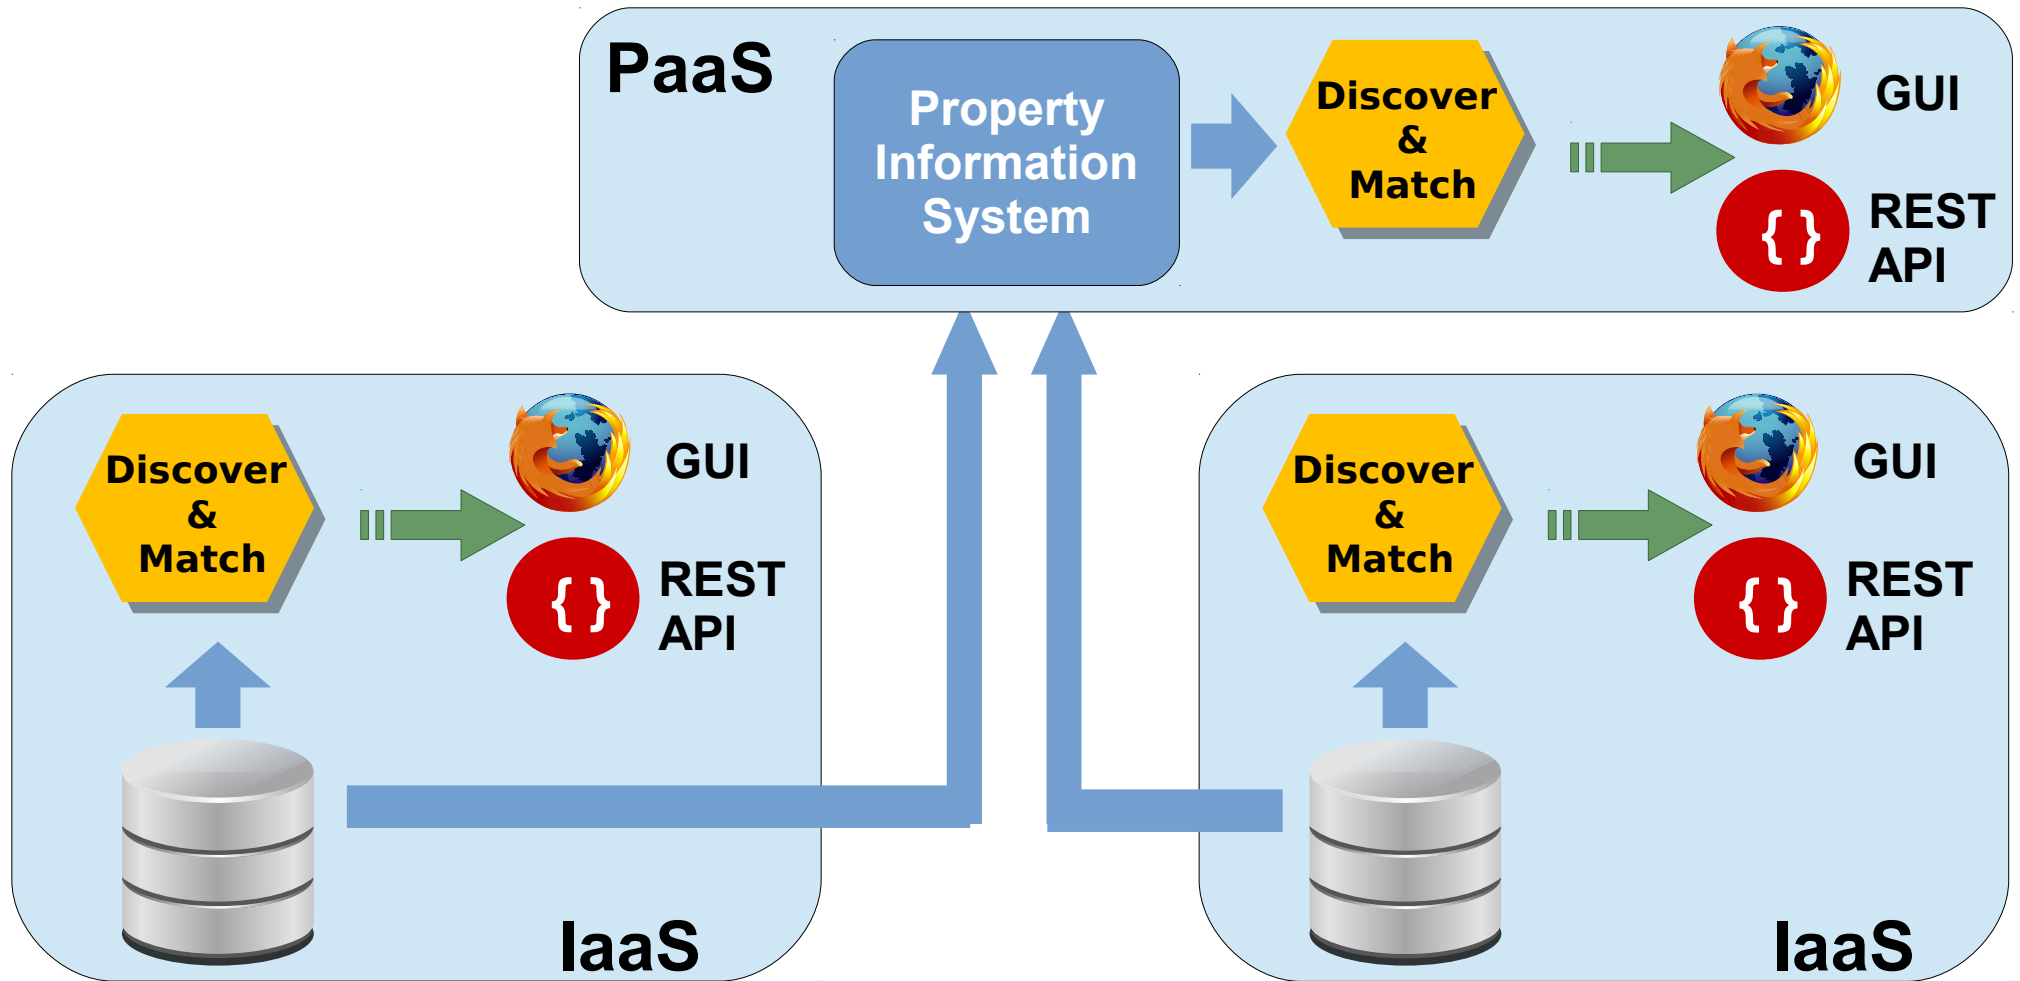 PaaS
Property
Information
System
Discover
&
Match
GUI
{ }
REST
API
Discover
&
Match
GUI
{ }
REST
API
IaaS
Discover
&
Match
GUI
{ }
REST
API
IaaS